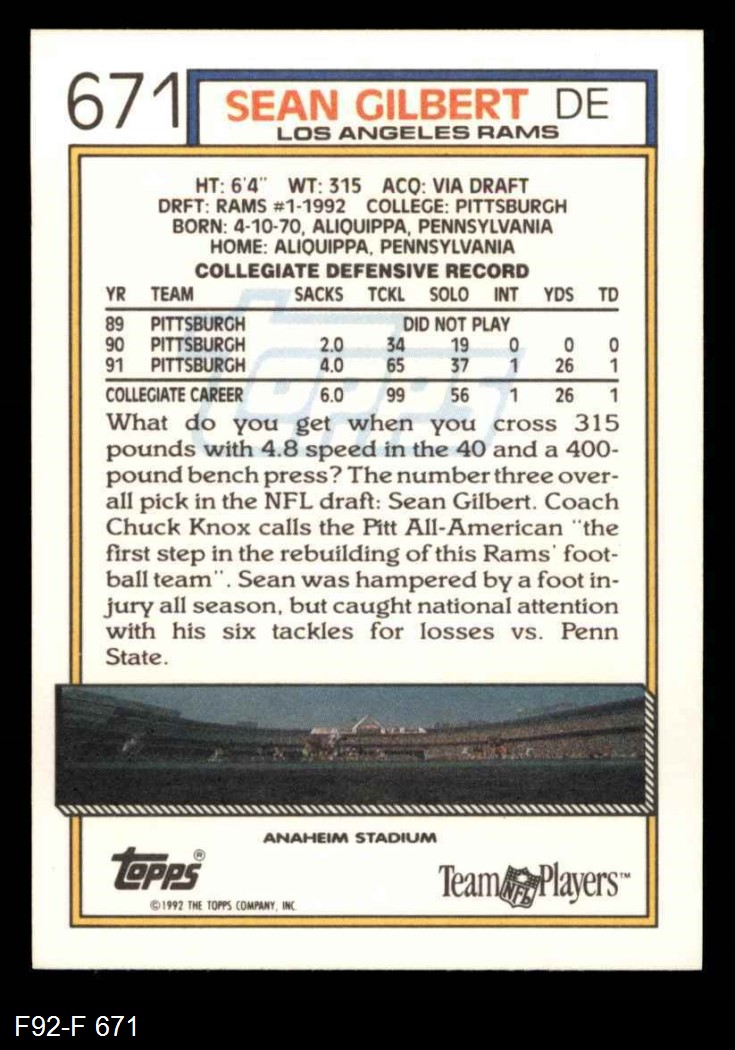 671 SEAN GILBERT DE
LOS ANGELES RAMS
HT: 6'4" WT: 315 ACQ: VIA DRAFT
DRFT: RAMS #1-1992 COLLEGE: PITTSBURGH
BORN: 4-10-70, ALIQUIPPA, PENNSYLVANIA
HOME: ALIQUIPPA, PENNSYLVANIA
COLLEGIATE DEFENSIVE RECORD
YR TEAM SACKS TCKL SOLO INT YDS TD
89 PITTSBURGH DID NOT PLAY
90 PITTSBURGH 2.0 34 19 0 0 0
91 PITTSBURGH 4.0 65 37 1 26 1
COLLEGIATE CAREER 6.0 99 56 1 26 1
topps
What do you get when you cross 315
pounds with 4.8 speed in the 40 and a 400-
pound bench press? The number three over-
all pick in the NFL draft: Sean Gilbert. Coach
Chuck Knox calls the Pitt All-American "the
first step in the rebuilding of this Rams' foot-
ball team". Sean was hampered by a foot in-
jury all season, but caught national attention
with his six tackles for losses vs. Penn
State.
ANAHEIM STADIUM
topps® Team NFL Players™
©1992 THE TOPPS COMPANY, INC.
F92-F 671